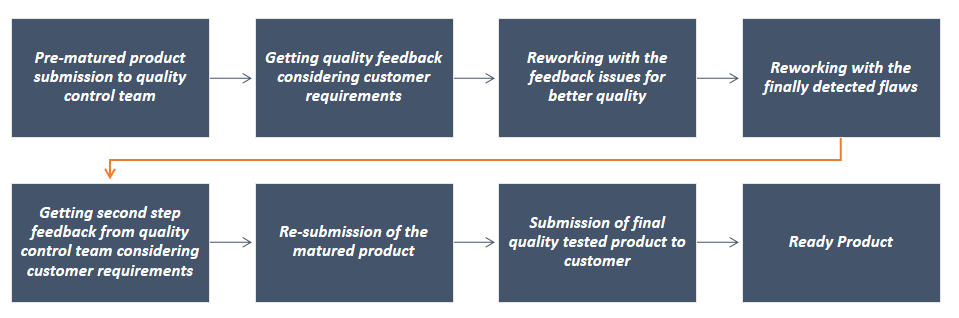 Pre-matured product
submission to quality
control team
Getting quality feedback
considering customer
requirements
Reworking with the
feedback issues for
better quality
Reworking with the
finally detected flaws
Getting second step
feedback from quality
control team considering
customer requirements
Re-submission of the
matured product
Submission of final
quality tested product to
customer
Ready Product